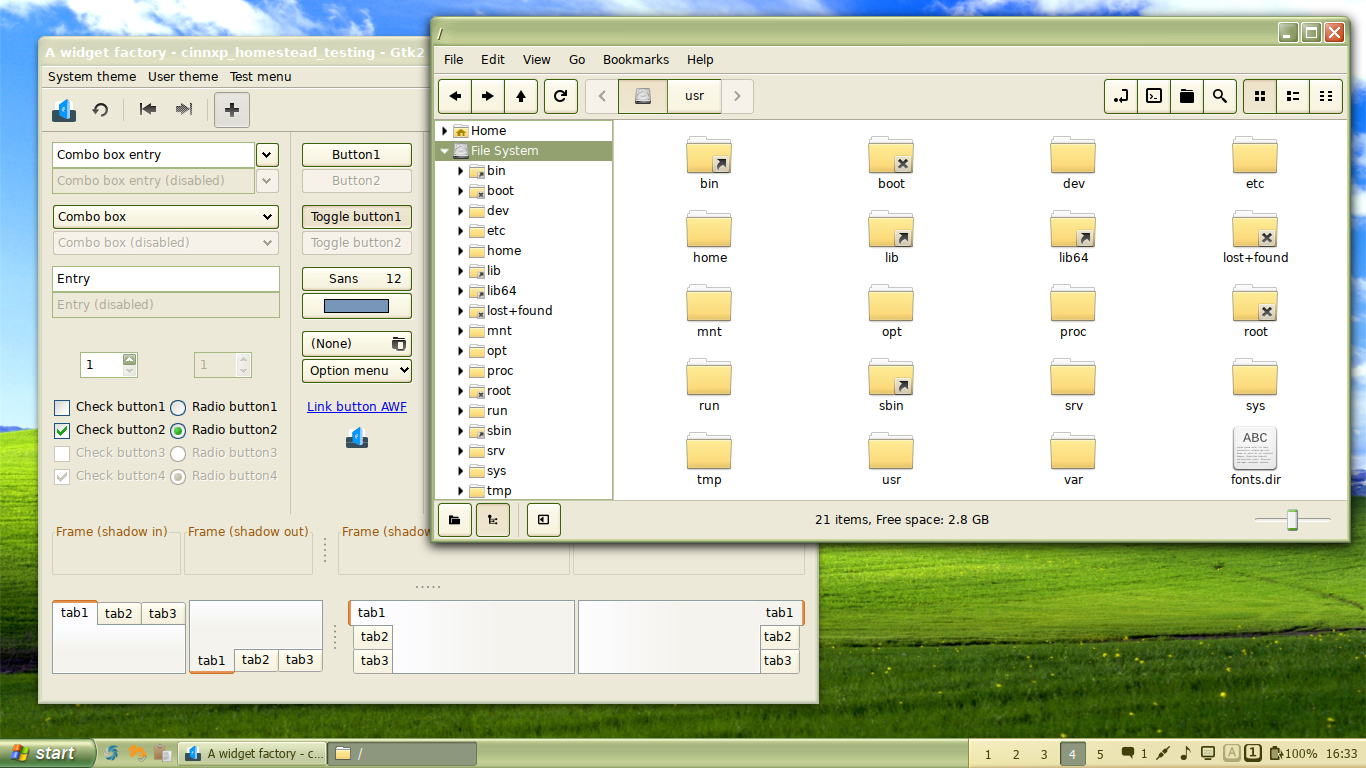 A widget factory - cinnxp_homestead_testing - Gtk2
System theme User theme Test menu
Combo box entry
Combo box entry (disabled)
Combo box
Combo box (disabled)
Entry
Entry (disabled)
1 1
Check button1 Radio button1
Check button2 Radio button2
Check button3 Radio button3
Check button4 Radio button4
Button1
Button2
Toggle button1
Toggle button2
Sans 12
(None)
Option menu
Link button AWF
Frame (shadow in) Frame (shadow out) Frame (shadow
tab1 tab2 tab3
tab1 tab2 tab3
tab1
tab2
tab3
tab1
tab2
tab3
/
File Edit View Go Bookmarks Help
usr
Home
File System
bin
boot
dev
etc
home
lib
lib64
lost+found
mnt
opt
proc
root
run
sbin
srv
sys
tmp
bin boot dev etc
home lib lib64 lost+found
mnt opt proc root
run sbin srv sys
ABC
tmp usr var fonts.dir
21 items, Free space: 2.8 GB
start A widget factory - c... / 1 2 3 4 5 1 A 1 100% 16:33